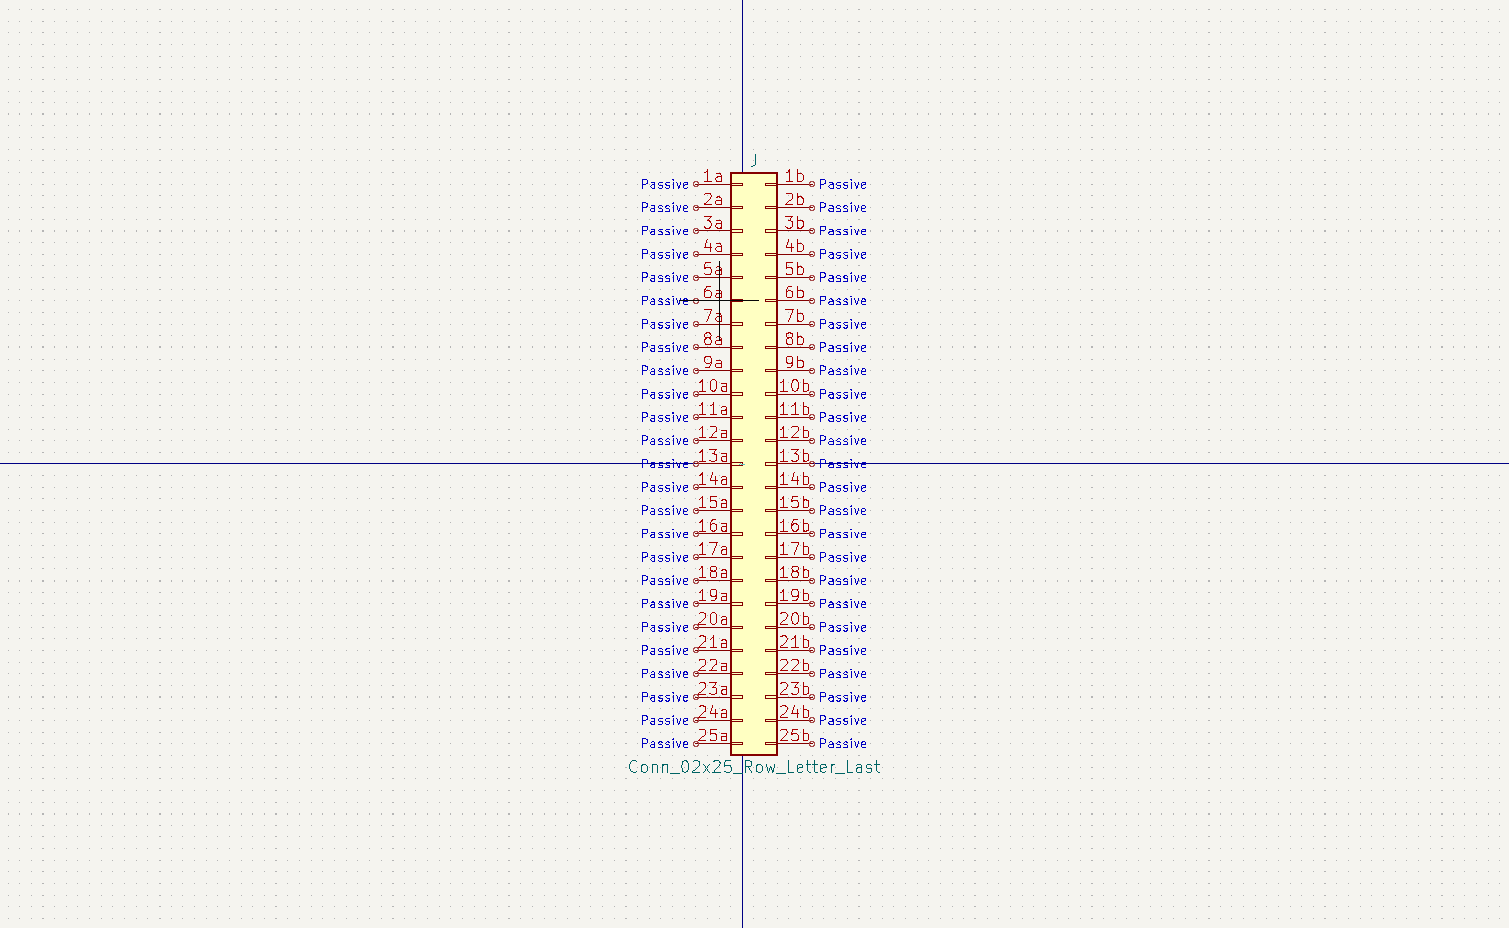 J
Passive 1a 1b Passive
Passive 2a 2b Passive
Passive 3a 3b Passive
Passive 4a 4b Passive
Passive 5a 5b Passive
Passive 6a 6b Passive
Passive 7a 7b Passive
Passive 8a 8b Passive
Passive 9a 9b Passive
Passive 10a 10b Passive
Passive 11a 11b Passive
Passive 12a 12b Passive
Passive 13a 13b Passive
Passive 14a 14b Passive
Passive 15a 15b Passive
Passive 16a 16b Passive
Passive 17a 17b Passive
Passive 18a 18b Passive
Passive 19a 19b Passive
Passive 20a 20b Passive
Passive 21a 21b Passive
Passive 22a 22b Passive
Passive 23a 23b Passive
Passive 24a 24b Passive
Passive 25a 25b Passive
Conn_02x25_Row_Letter_Last